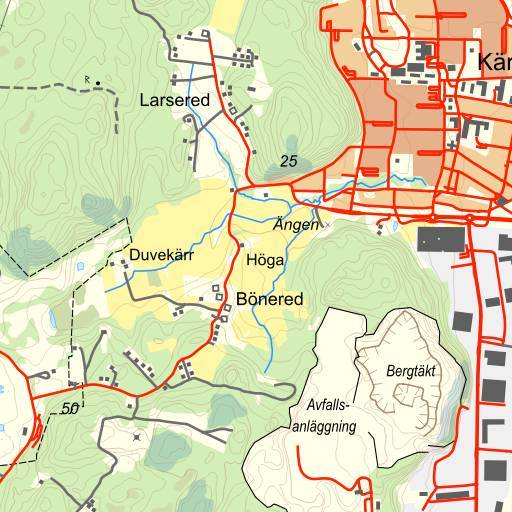 Kär
Larsered
R
25
Ängen
Duvekärr
Höga
Bönered
Bergtäkt
Avfalls-
anläggning
50